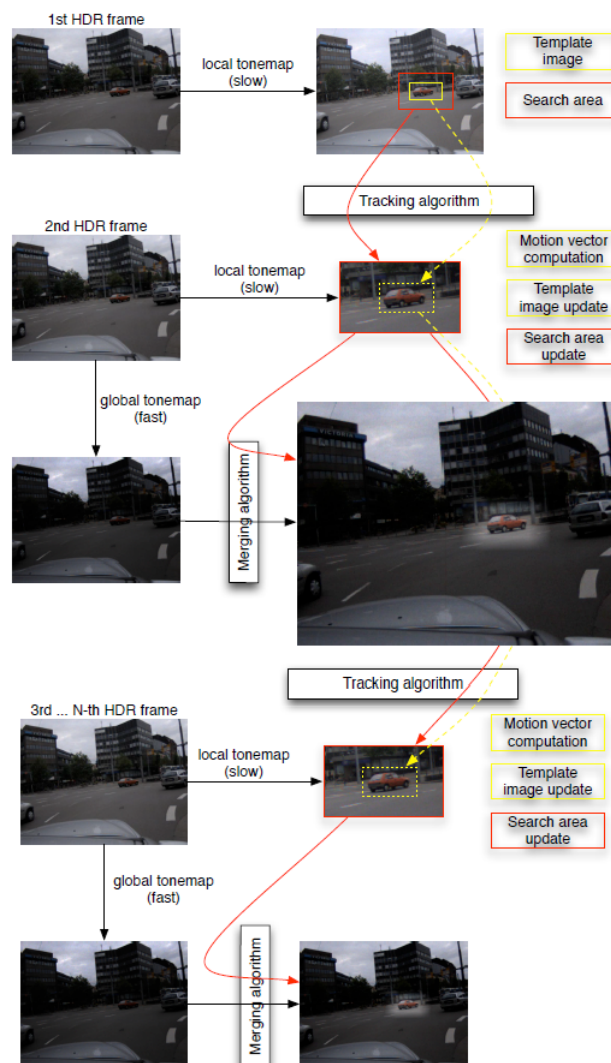 1st HDR frame
local tonemap
(slow)
Template
image
Search area
Tracking algorithm
2nd HDR frame
local tonemap
(slow)
Motion vector
computation
Template
image update
Search area
update
global tonemap
(fast)
Merging algorithm
Tracking algorithm
3rd ... N-th HDR frame
local tonemap
(slow)
Motion vector
computation
Template
image update
Search area
update
global tonemap
(fast)
Merging algorithm